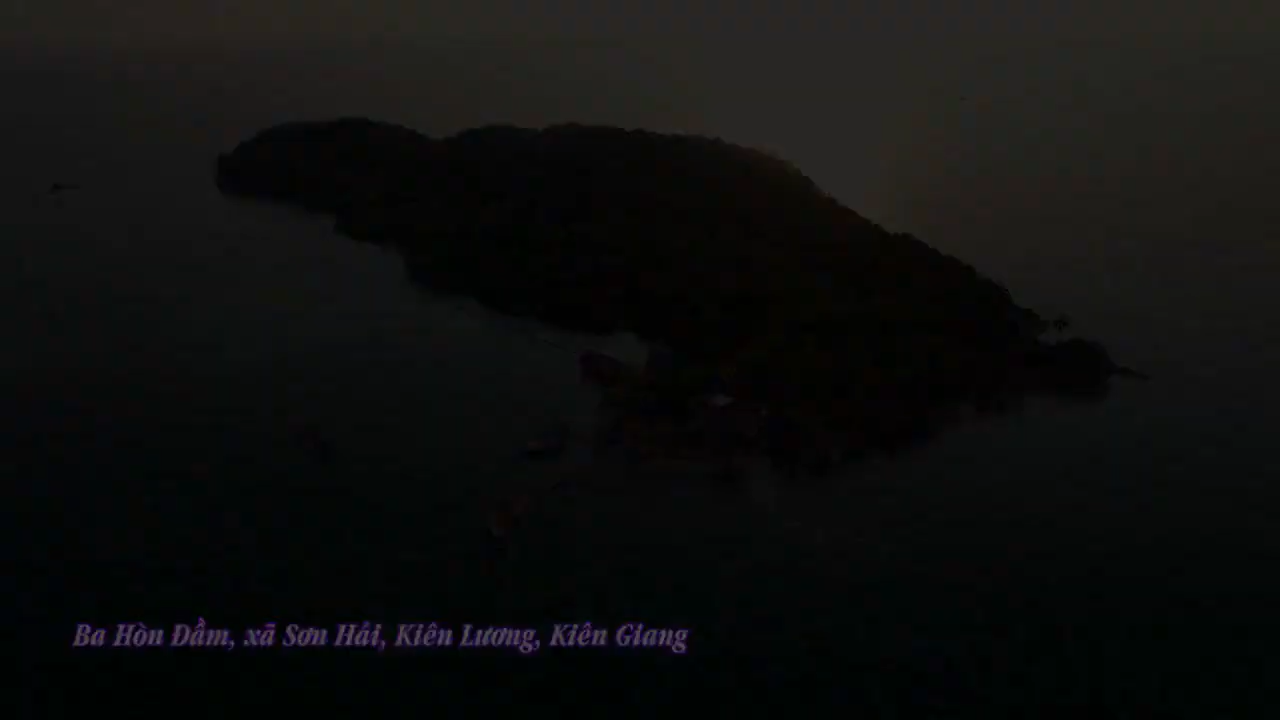 Ba Hòn Đầm, xã Sơn Hải, Kiên Lương, Kiên Giang